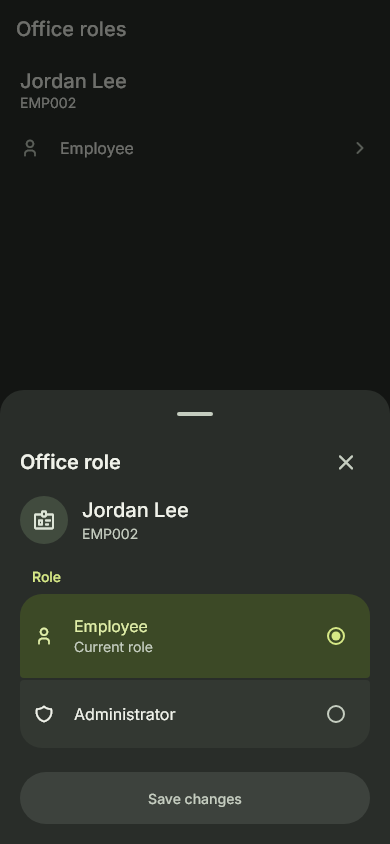 Office roles
Jordan Lee
EMP002
Employee
Office role
Jordan Lee
EMP002
Role
Employee
Current role
Administrator
Save changes